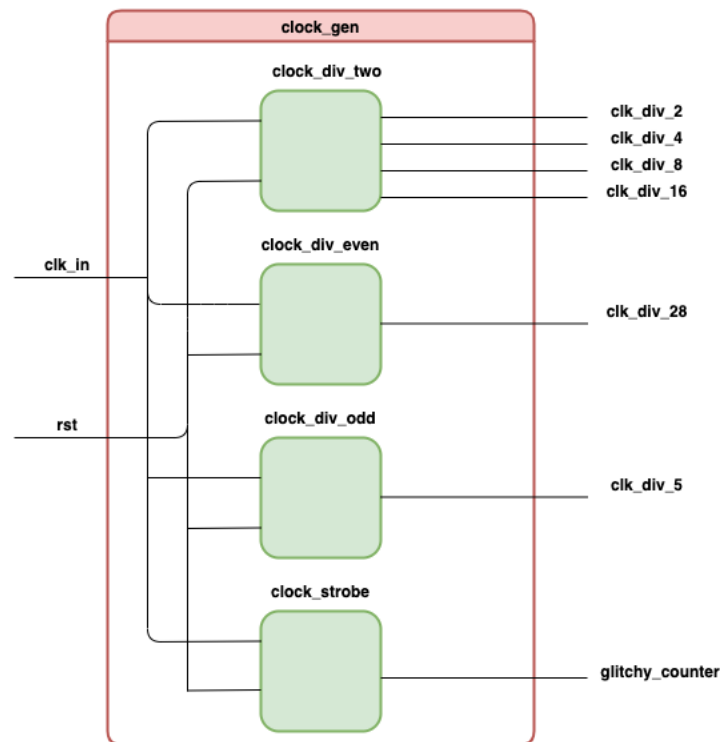 clock_gen
clock_div_two
clk_div_2
clk_div_4
clk_div_8
clk_div_16
clock_div_even
clk_in
clk_div_28
clock_div_odd
rst
clk_div_5
clock_strobe
glitchy_counter